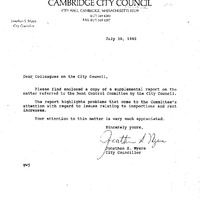 CAMBRIDGE CITY COUNCIL
CITY HALL, CAMBRIDGE, MASSACHUSETTS 02139
Jonathan S. Myers
City Councillor
July 30, 1990
Dear Colleagues on the City Council,
Please find enclosed a copy of a supplemental report on the
matter referred to the Rent Control Committee by the City Council.
The report highlights problems that come to the Committee's
attention with regard to issues relating to inspections and rent
increases.
Your attention to this matter is very much appreciated.
Sincerely yours,
Jonathan S. Myers
City Councillor